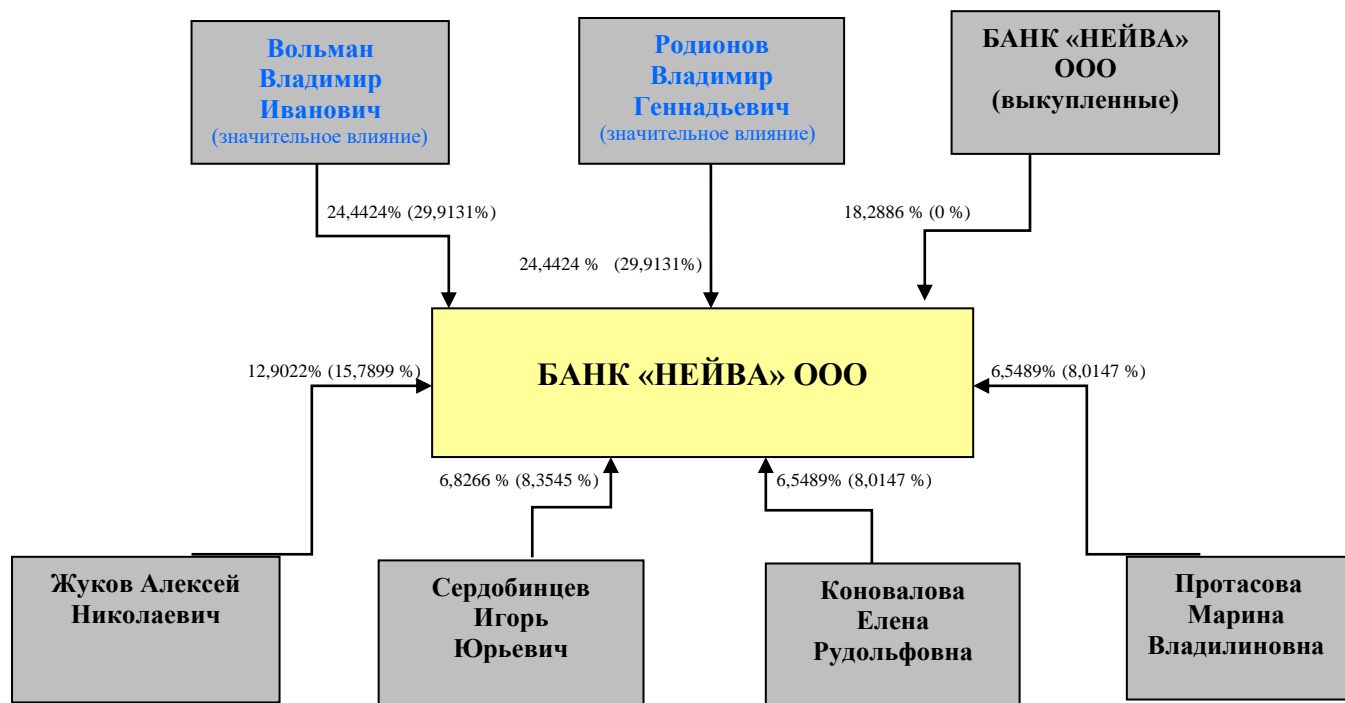 Вольман
Владимир
Иванович
(значительное влияние)
Родионов
Владимир
Геннадьевич
(значительное влияние)
БАНК «НЕЙВА»
ООО
(выкупленные)
24,4424% (29,9131%)
24,4424 % (29,9131%)
18,2886 % (0 %)
БАНК «НЕЙВА» ООО
12,9022% (15,7899 %)
6,5489% (8,0147 %)
6,8266 % (8,3545 %)
6,5489% (8,0147 %)
Жуков Алексей
Николаевич
Сердобинцев
Игорь
Юрьевич
Коновалова
Елена
Рудольфовна
Протасова
Марина
Владилиновна